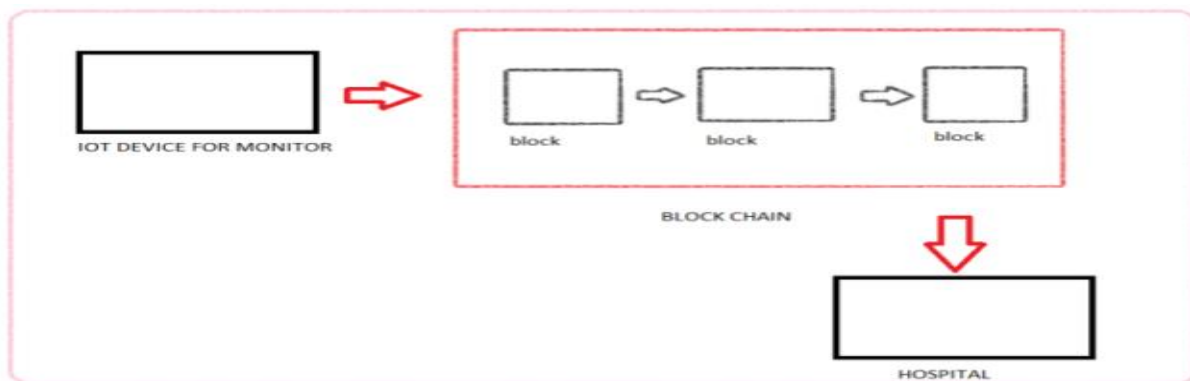 IOT DEVICE FOR MONITOR
block
block
block
BLOCK CHAIN
HOSPITAL